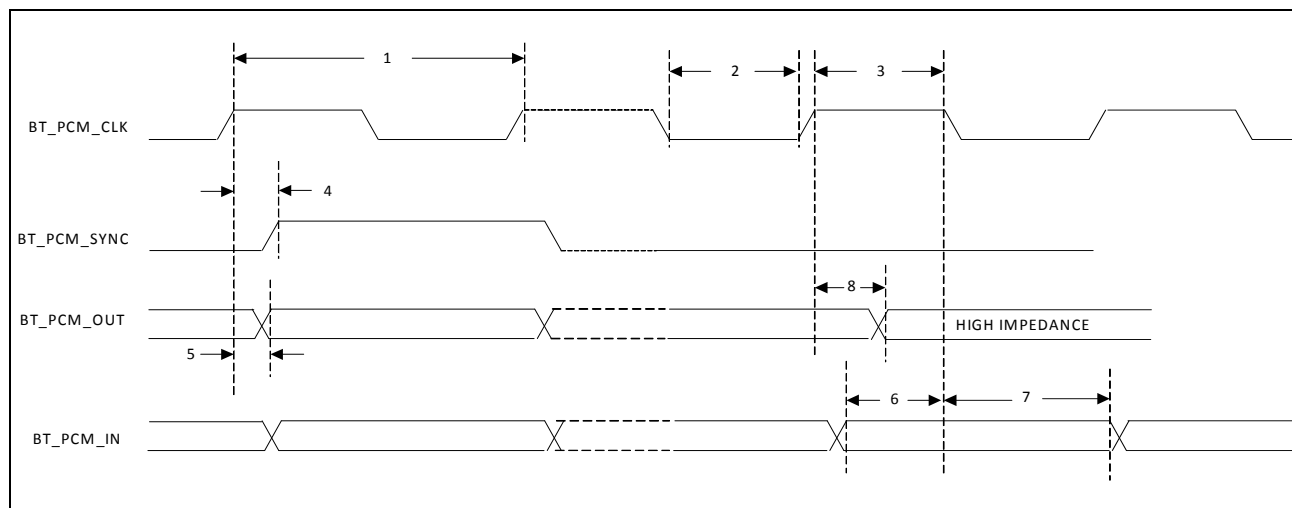 1
2
3
BT_PCM_CLK
4
BT_PCM_SYNC
8
BT_PCM_OUT
HIGH IMPEDANCE
5
6
7
BT_PCM_IN